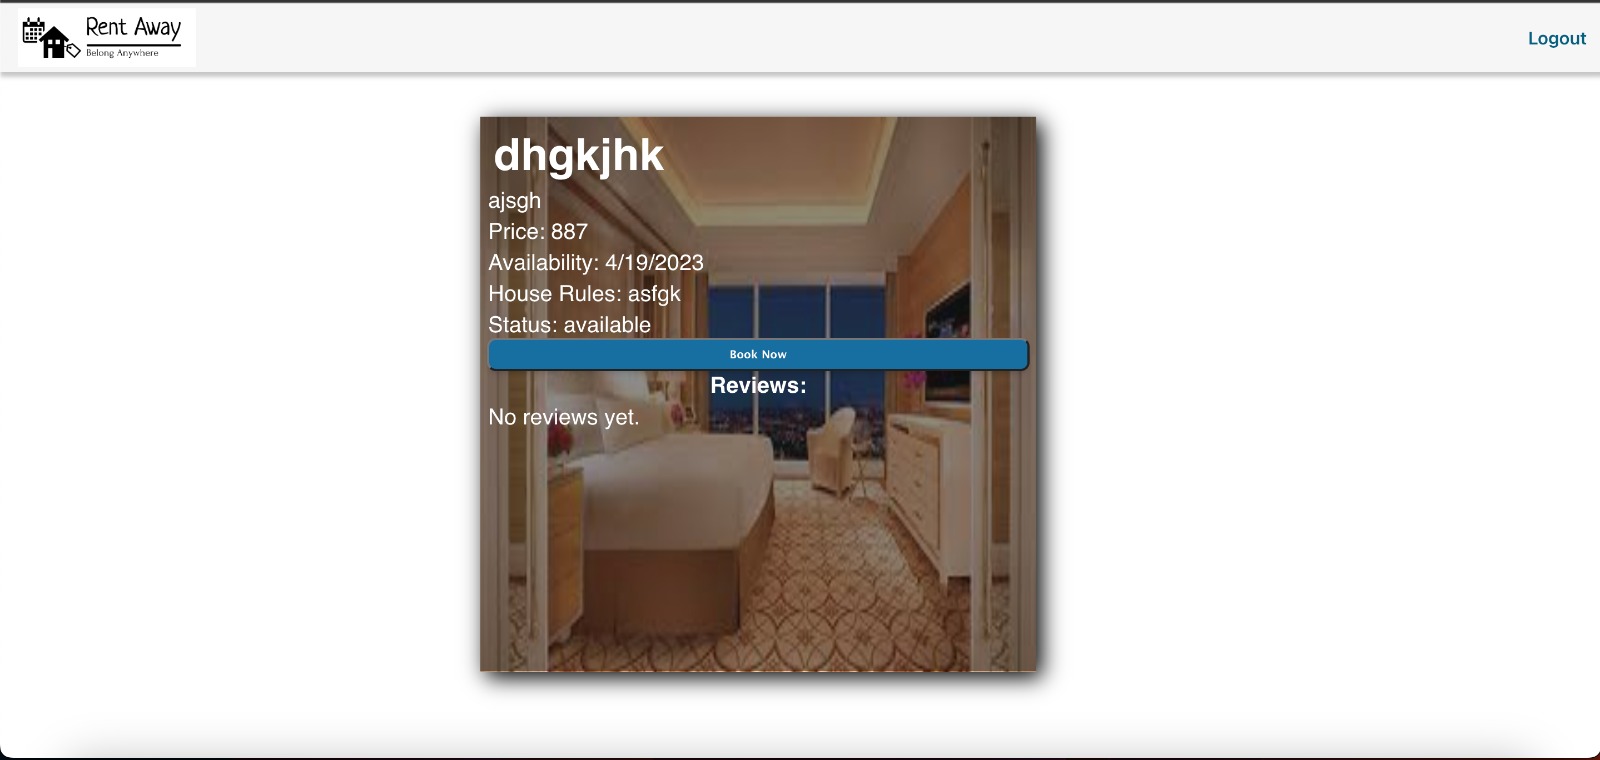 Rent Away
Belong Anywhere
Logout
dhgkjhk
ajsgh
Price: 887
Availability: 4/19/2023
House Rules: asfgk
Status: available
Book Now
Reviews:
No reviews yet.